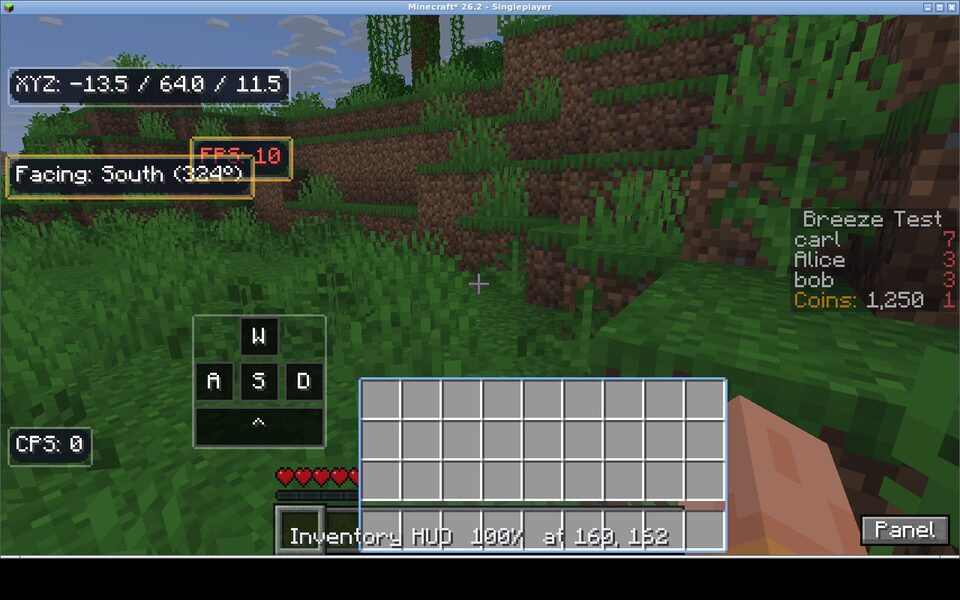 Minecraft* 26.2 - Singleplayer
XYZ: -13.5 / 64.0 / 11.5
FPS: 10
Facing: South (324°)
Breeze Test
carl 7
Alice 3
bob 3
Coins: 1,250 1
W
A S D
^
CPS: 0
Inventory HUD 100% at 160, 162
Panel